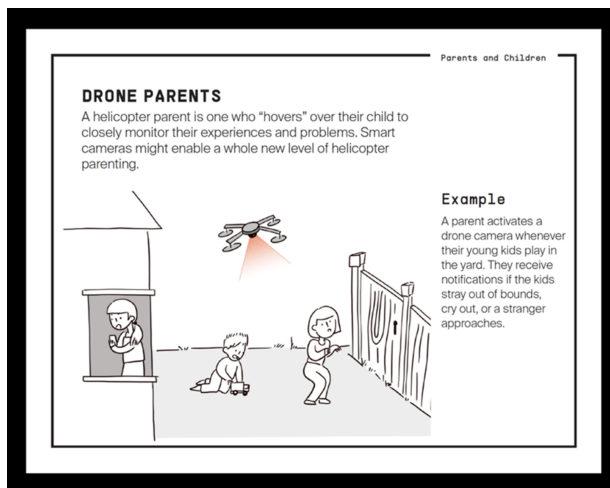 Parents and Children
DRONE PARENTS
A helicopter parent is one who “hovers” over their child to
closely monitor their experiences and problems. Smart
cameras might enable a whole new level of helicopter
parenting.
Example
A parent activates a
drone camera whenever
their young kids play in
the yard. They receive
notifications if the kids
stray out of bounds,
cry out, or a stranger
approaches.